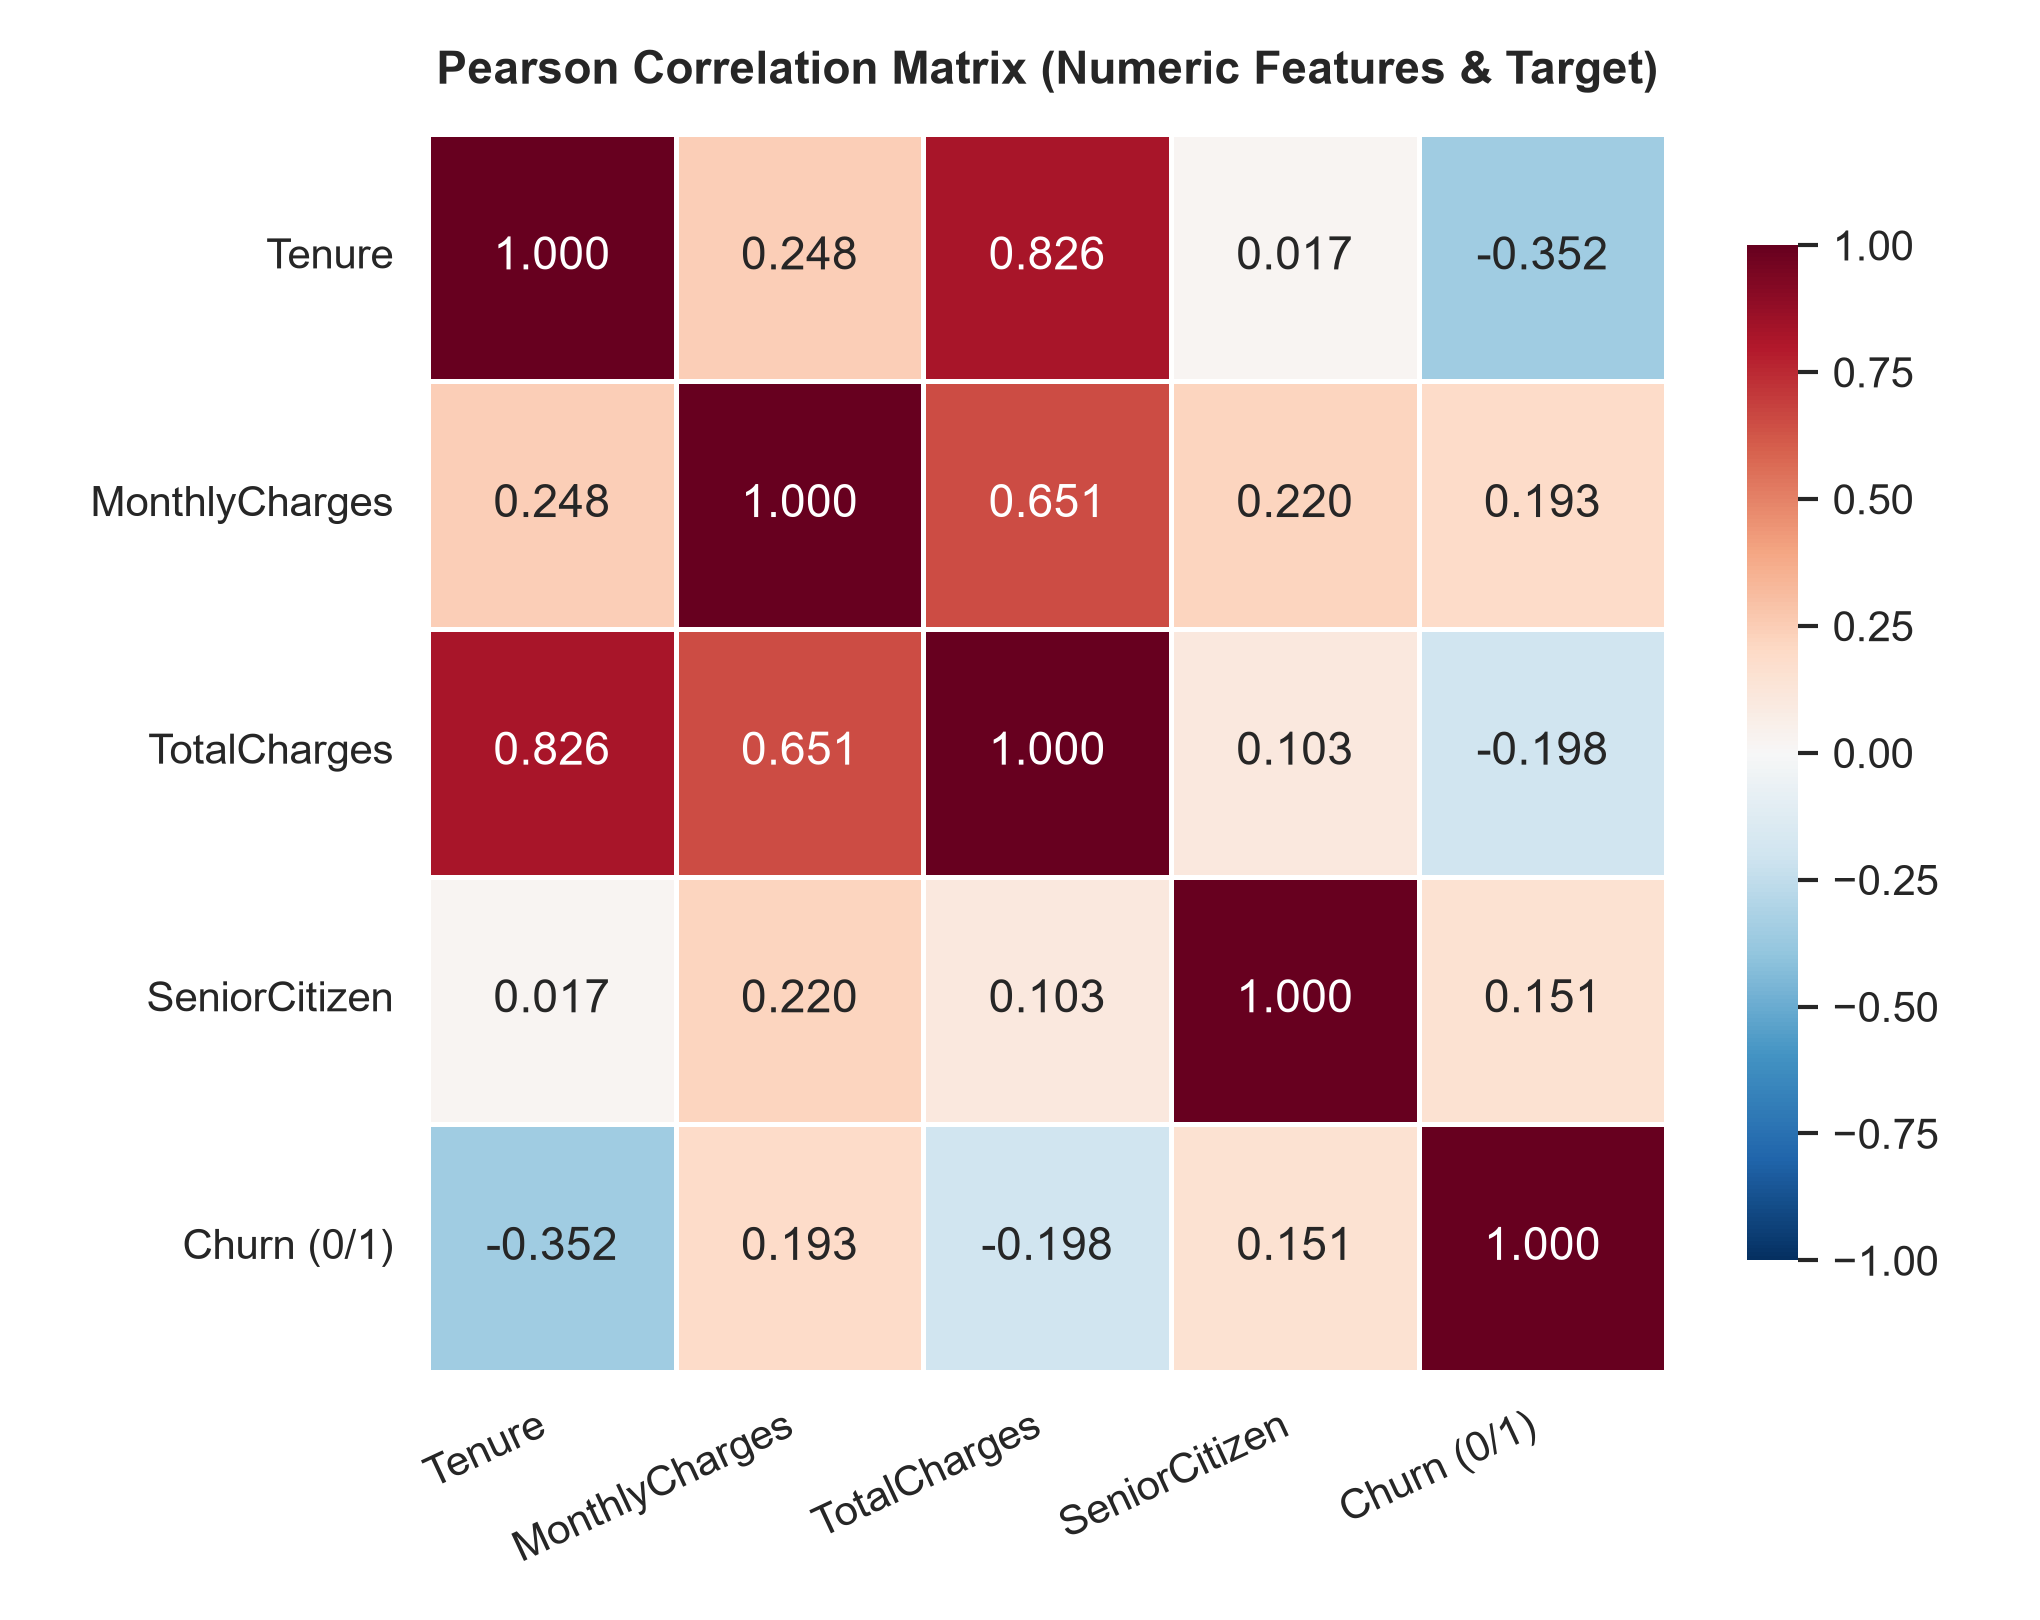 Pearson Correlation Matrix (Numeric Features & Target)
Tenure 1.000 0.248 0.826 0.017 -0.352
MonthlyCharges 0.248 1.000 0.651 0.220 0.193
TotalCharges 0.826 0.651 1.000 0.103 -0.198
SeniorCitizen 0.017 0.220 0.103 1.000 0.151
Churn (0/1) -0.352 0.193 -0.198 0.151 1.000
Tenure MonthlyCharges TotalCharges SeniorCitizen Churn (0/1)
1.00
0.75
0.50
0.25
0.00
−0.25
−0.50
−0.75
−1.00